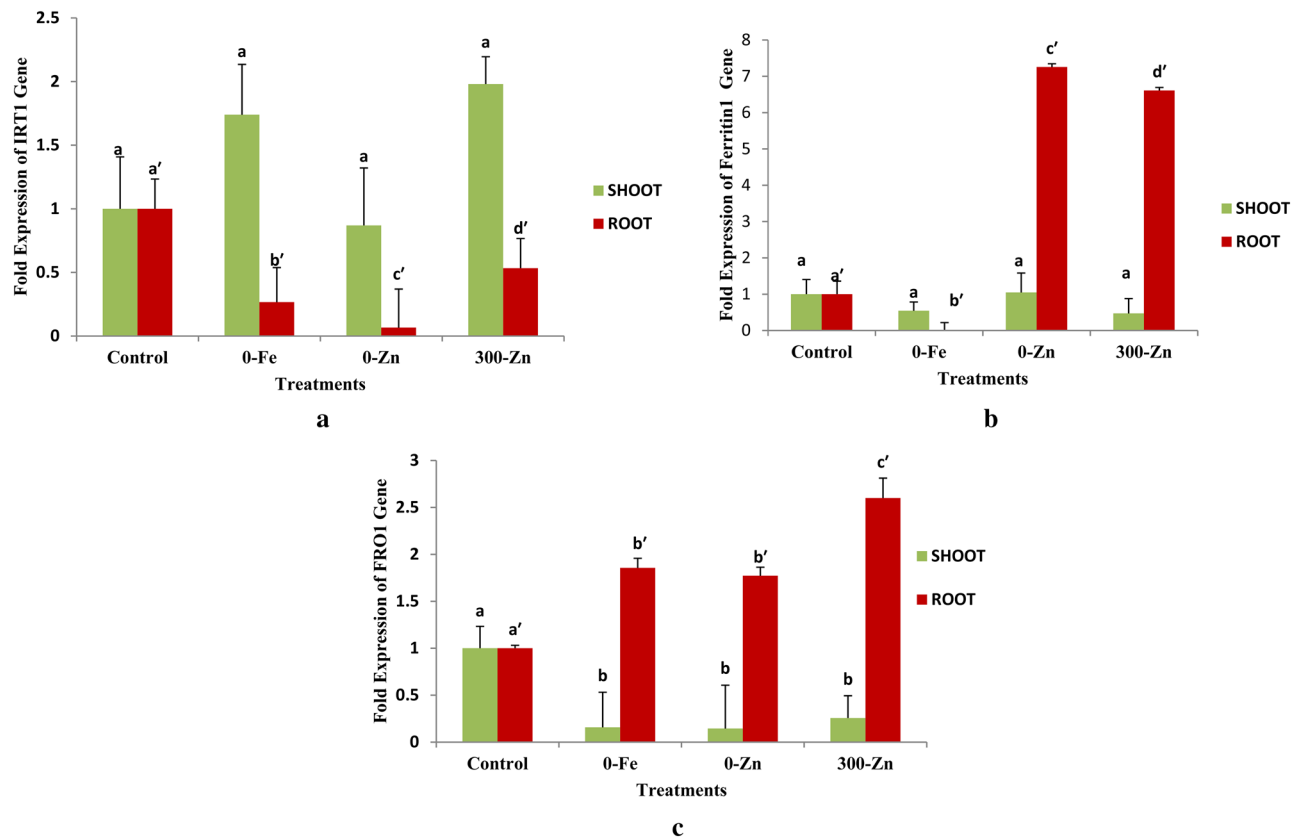 Fold Expression of IRT1 Gene
2.5
2
1.5
1
0.5
0
a
a′
a
b′
a
c′
a
d′
Control
0-Fe
0-Zn
300-Zn
Treatments
SHOOT
ROOT
a
Fold Expression of Ferritin1 Gene
8
7
6
5
4
3
2
1
0
a
a′
a
b′
a
c′
a
d′
Control
0-Fe
0-Zn
300-Zn
Treatments
SHOOT
ROOT
b
Fold Expression of FRO1 Gene
3
2.5
2
1.5
1
0.5
0
a
a′
b
b′
b
b′
b
c′
Control
0-Fe
0-Zn
300-Zn
Treatments
SHOOT
ROOT
c